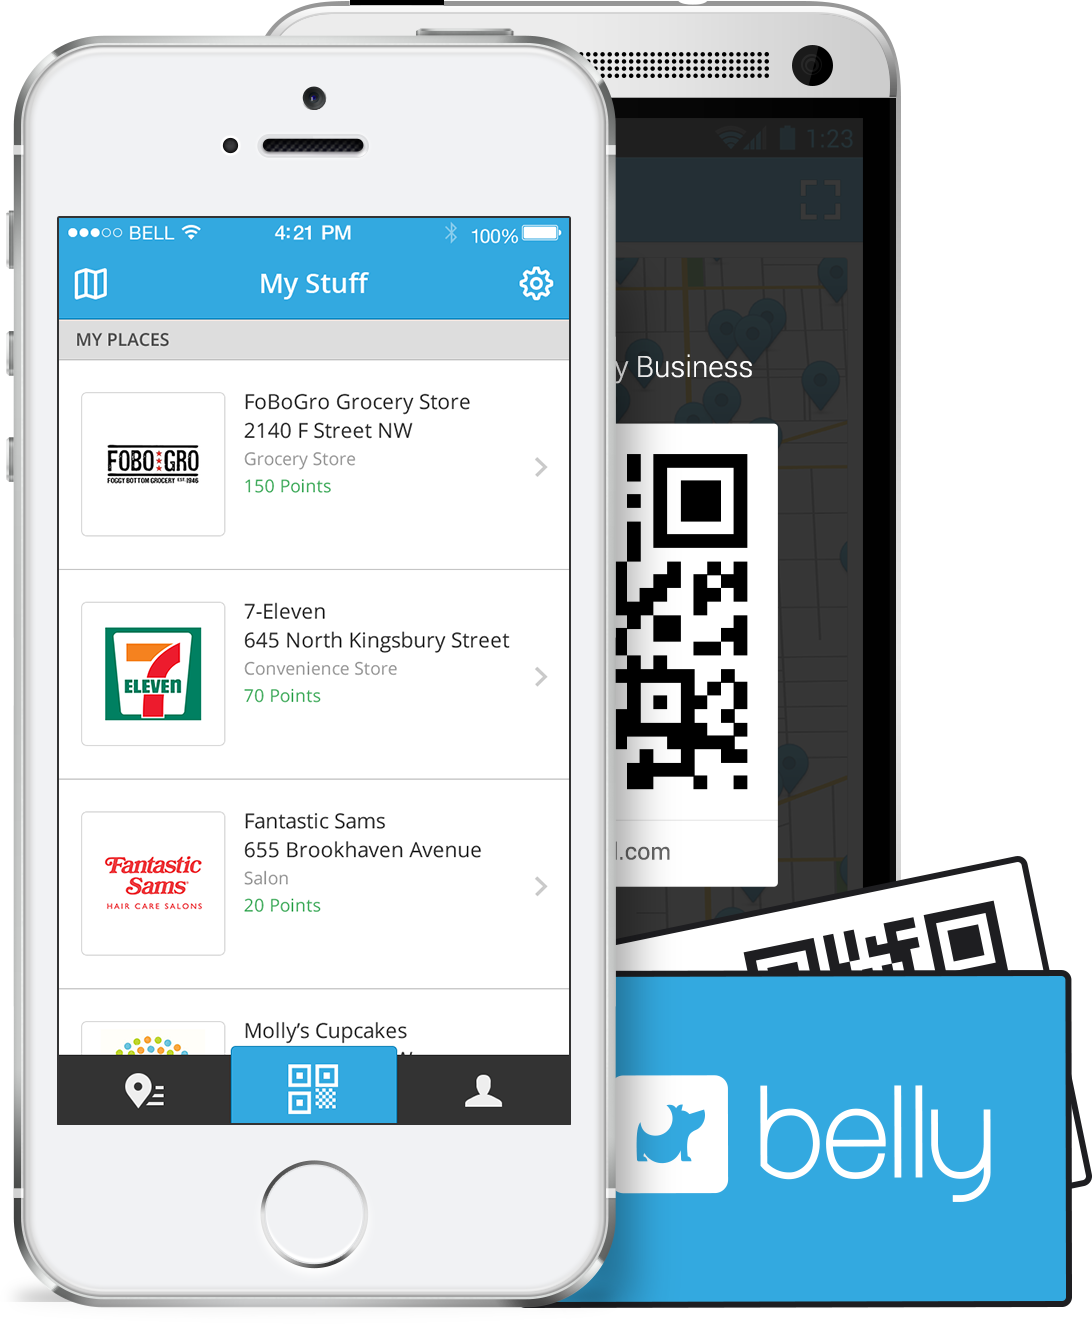 BELL
4:21 PM
100%
My Stuff
MY PLACES
FOBO GRO
FOGGY BOTTOM GROCERY EST 1946
FoBoGro Grocery Store
2140 F Street NW
Grocery Store
150 Points
7
ELEVEN
7-Eleven
645 North Kingsbury Street
Convenience Store
70 Points
Fantastic
Sams
HAIR CARE SALONS
Fantastic Sams
655 Brookhaven Avenue
Salon
20 Points
Molly's Cupcakes
1:23
y Business
.com
belly